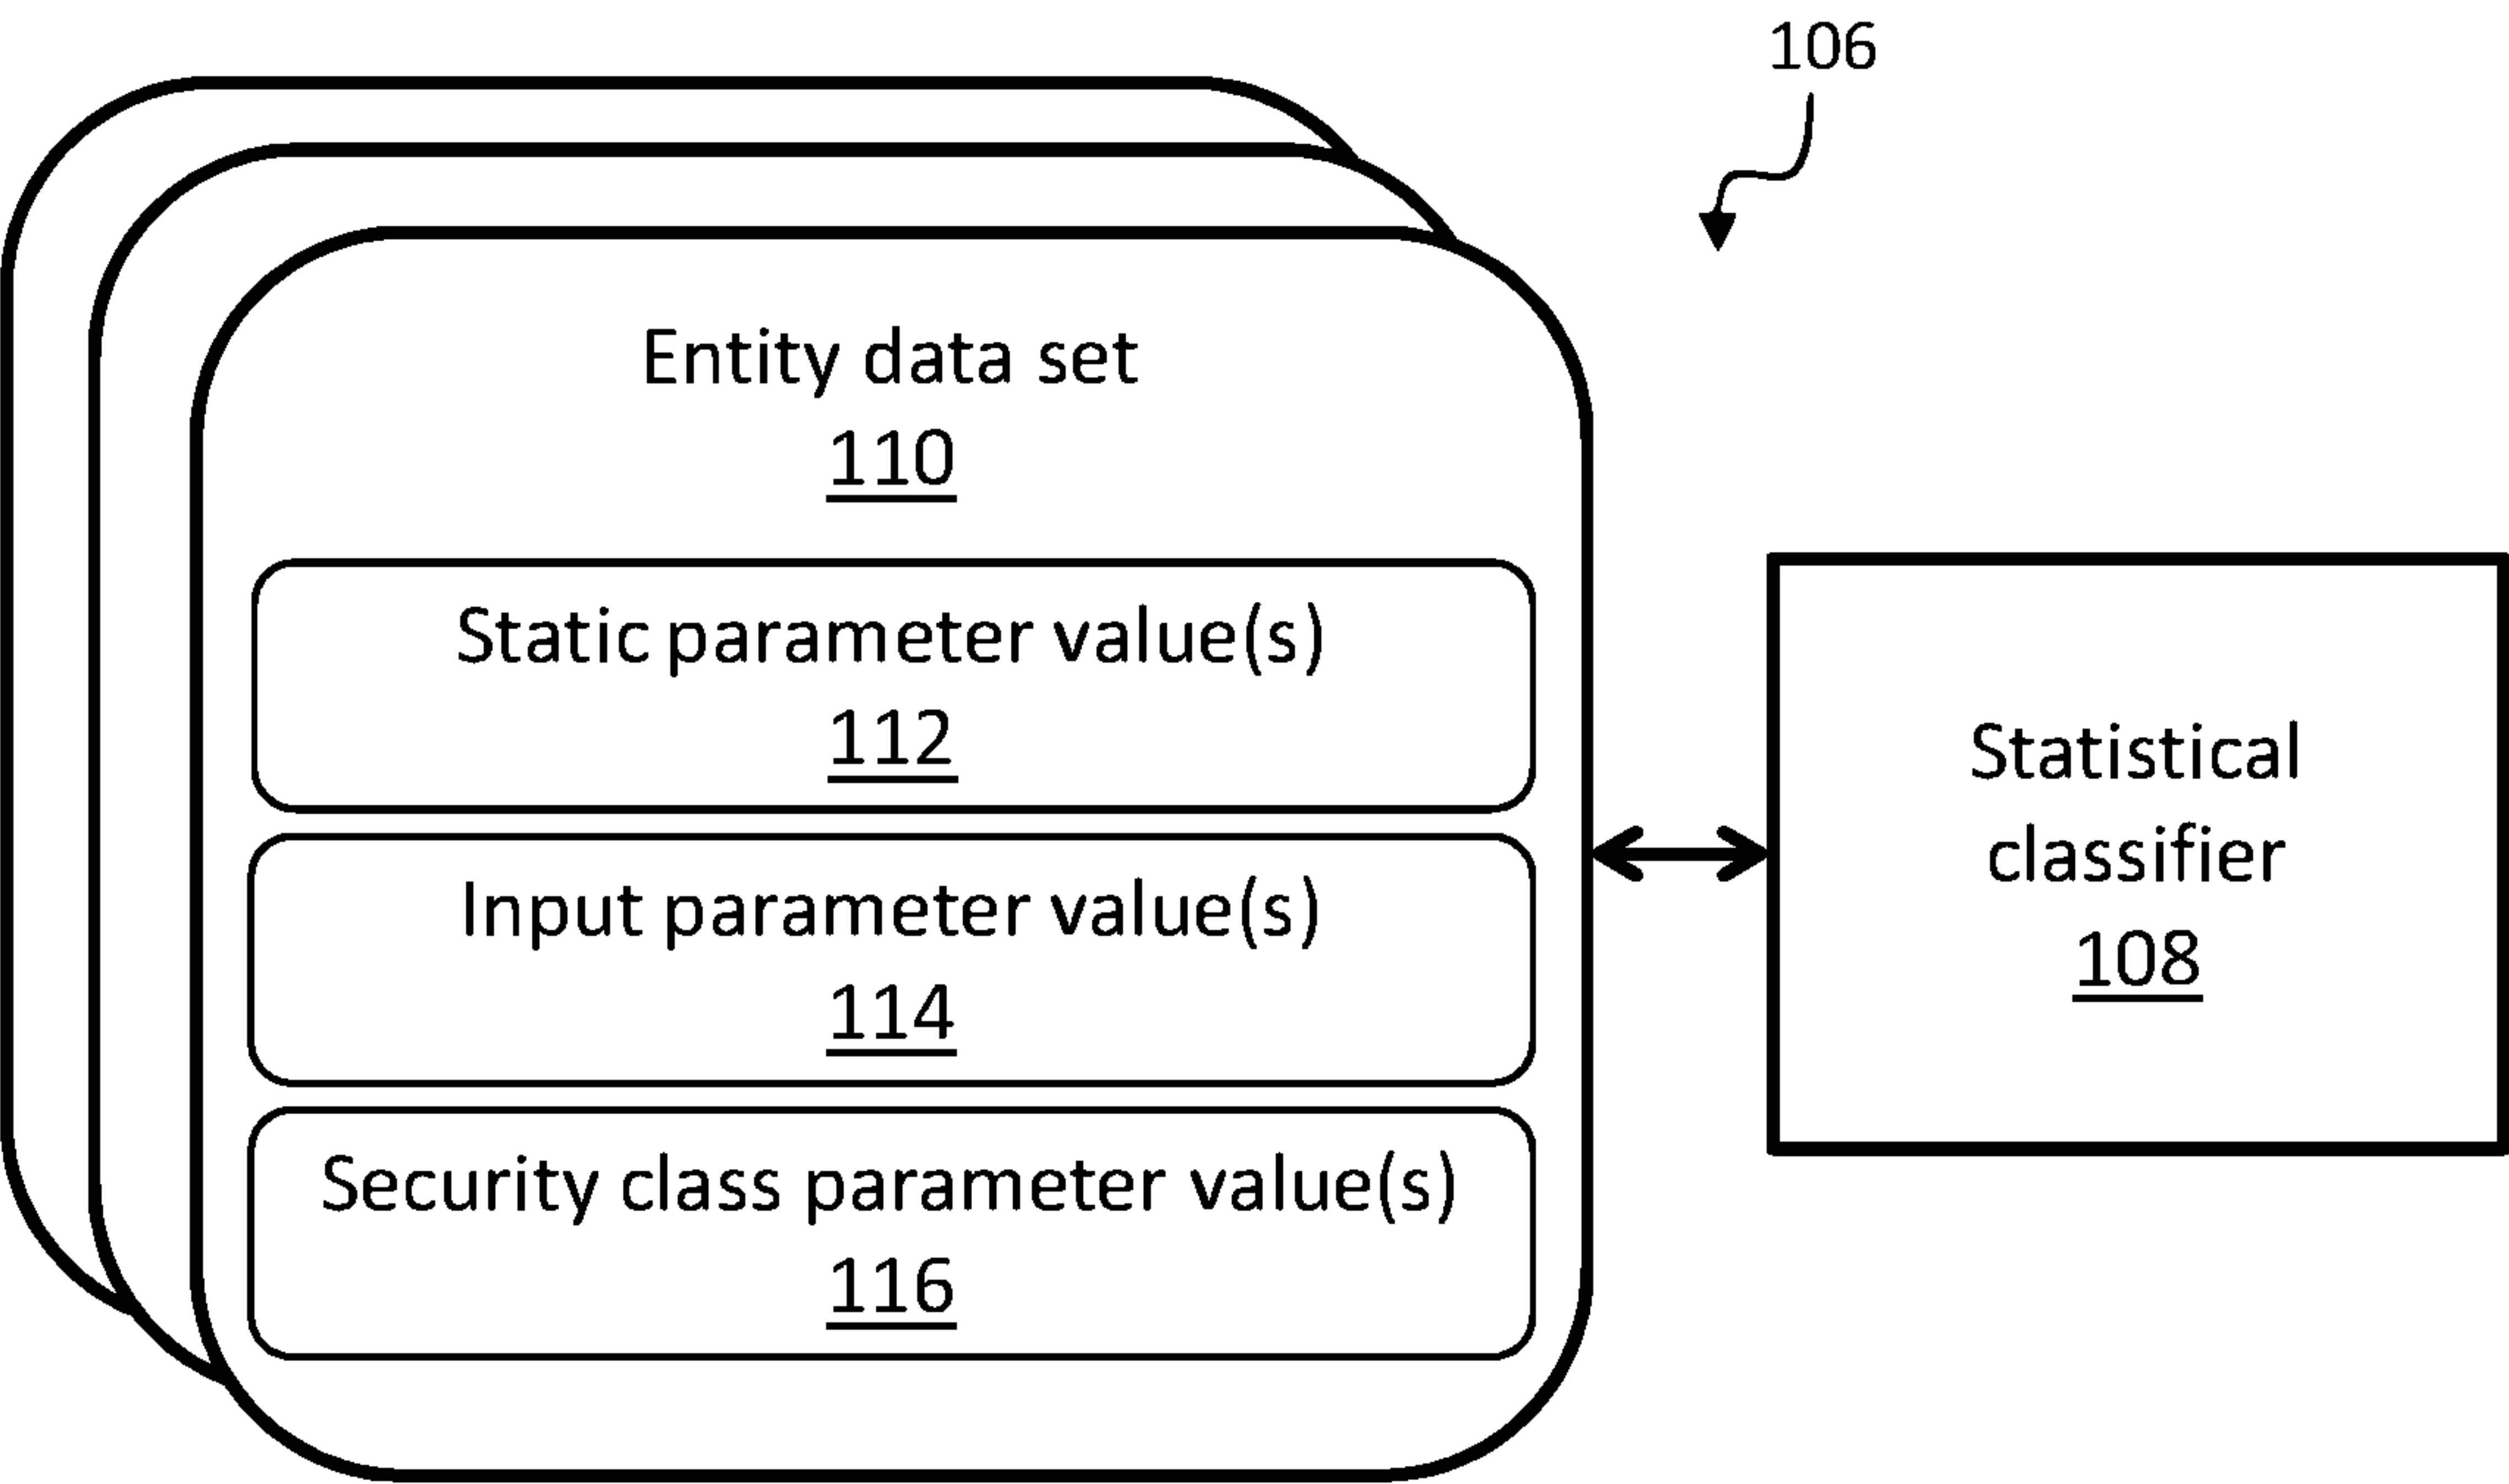 106
Entity data set
110
Static parameter value(s)
112
Input parameter value(s)
114
Security class parameter value(s)
116
Statistical
classifier
108